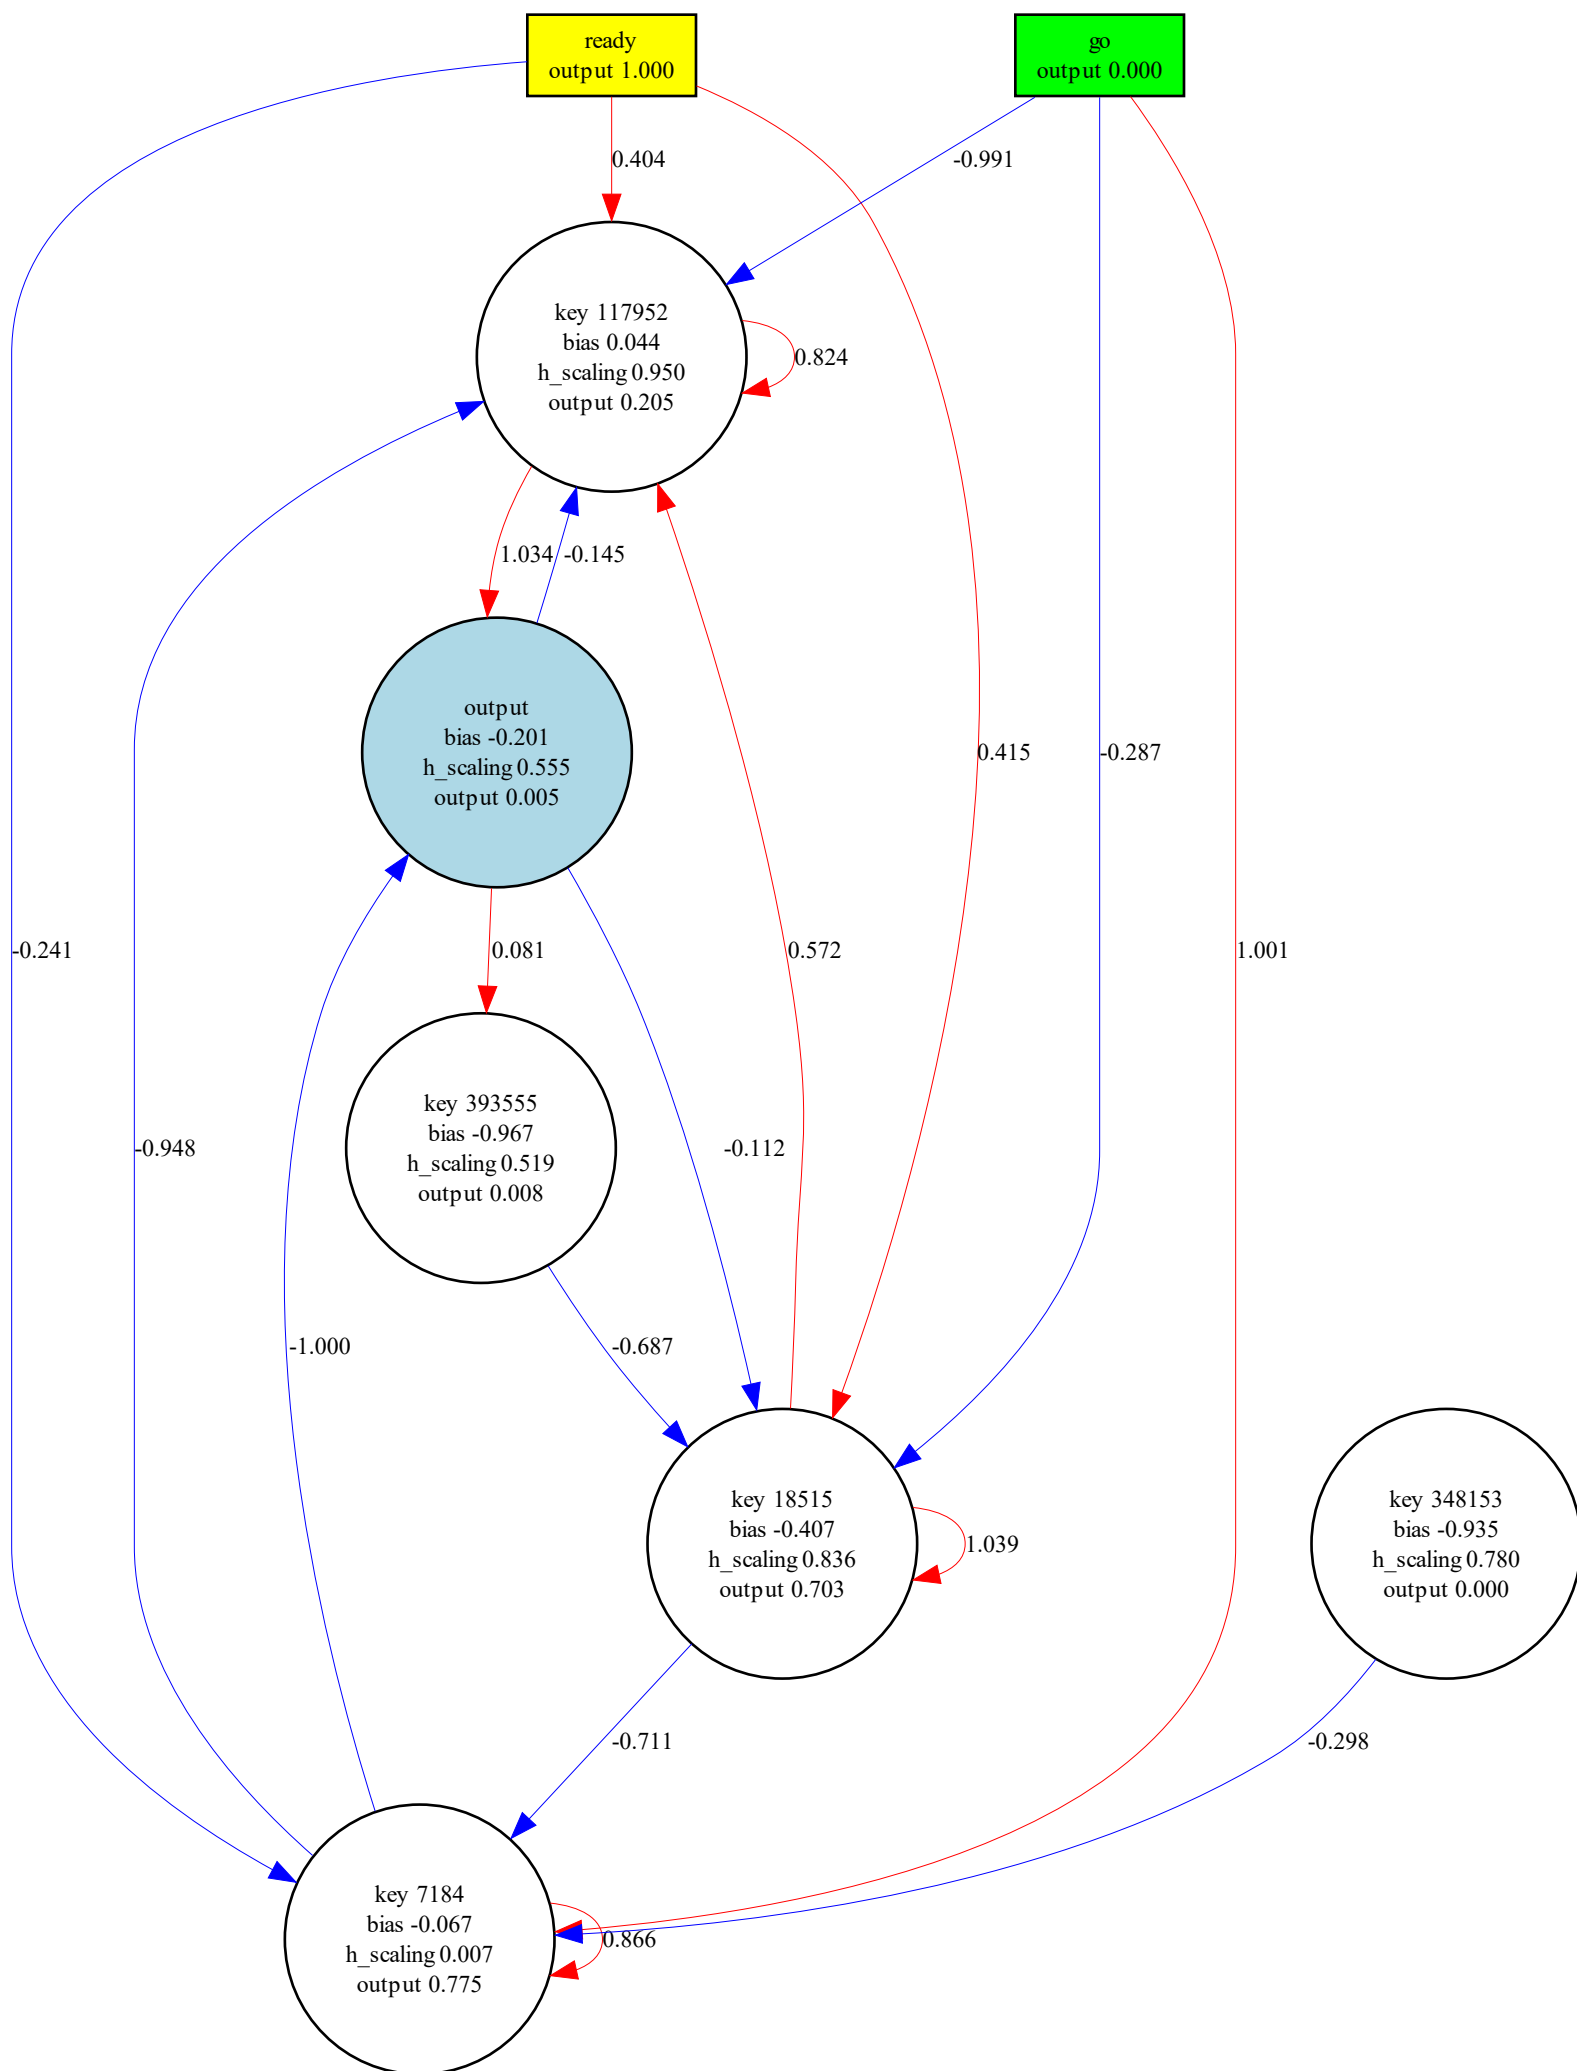 ready
output 1.000
go
output 0.000
0.404
-0.991
key 117952
bias 0.044
h_scaling 0.950
output 0.205
0.824
1.034
-0.145
output
bias -0.201
h_scaling 0.555
output 0.005
0.415
-0.287
-0.241
0.081
0.572
1.001
key 393555
bias -0.967
h_scaling 0.519
output 0.008
-0.948
-0.112
-1.000
-0.687
key 18515
bias -0.407
h_scaling 0.836
output 0.703
1.039
key 348153
bias -0.935
h_scaling 0.780
output 0.000
-0.711
-0.298
key 7184
bias -0.067
h_scaling 0.007
output 0.775
0.866